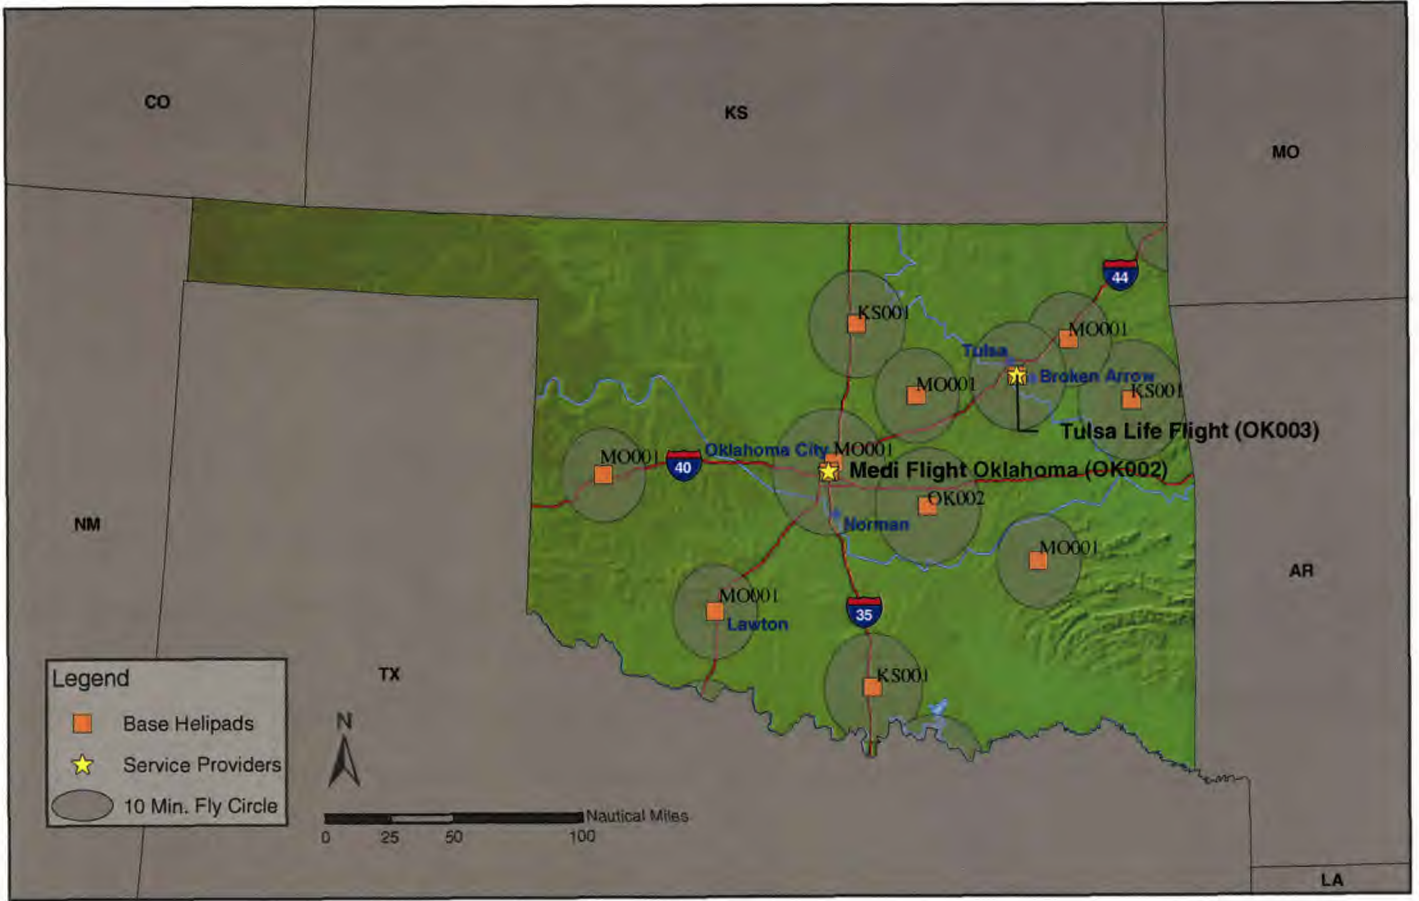 CO
KS
MO
44
KS001
MO001
Tulsa
Broken Arrow
MO001
KS001
Tulsa Life Flight (OK003)
Oklahoma City
MO001
MO001
40
Medi Flight Oklahoma (OK002)
OK002
NM
Norman
MO001
AR
MO001
Lawton
35
TX
KS001
Legend
Base Helipads
Service Providers
10 Min. Fly Circle
N
Nautical Miles
0 25 50 100
LA